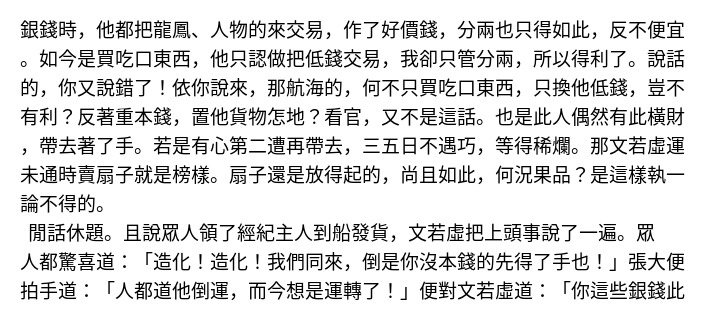 銀錢時，他都把龍鳳、人物的來交易，作了好價錢，分兩也只得如此，反不便宜
。如今是買吃口東西，他只認做把低錢交易，我卻只管分兩，所以得利了。說話
的，你又說錯了！依你說來，那航海的，何不只買吃口東西，只換他低錢，豈不
有利？反著重本錢，置他貨物怎地？看官，又不是這話。也是此人偶然有此橫財
，帶去著了手。若是有心第二遭再帶去，三五日不遇巧，等得稀爛。那文若虛運
未通時賣扇子就是榜樣。扇子還是放得起的，尚且如此，何況果品？是這樣執一
論不得的。
閒話休題。且說眾人領了經紀主人到船發貨，文若虛把上頭事說了一遍。眾
人都驚喜道：「造化！造化！我們同來，倒是你沒本錢的先得了手也！」張大便
拍手道：「人都道他倒運，而今想是運轉了！」便對文若虛道：「你這些銀錢此